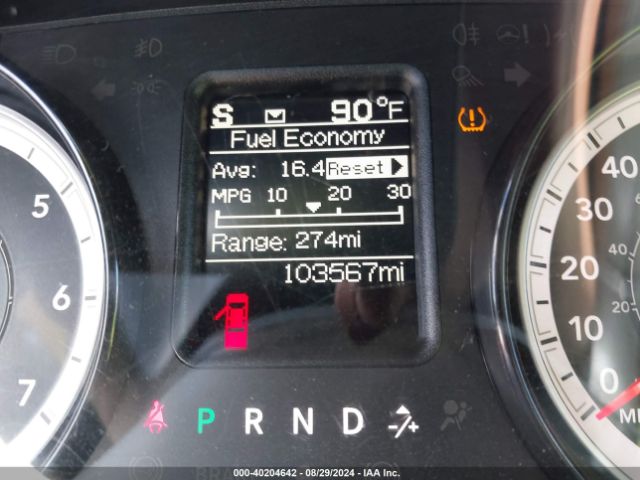 S 90°F
Fuel Economy
Avg: 16.4 Reset
MPG 10 20 30
Range: 274mi
103567mi
5
6
7
40
30
20
10
0
20
P R N D
000-40204642 - 08/29/2024 - IAA Inc.